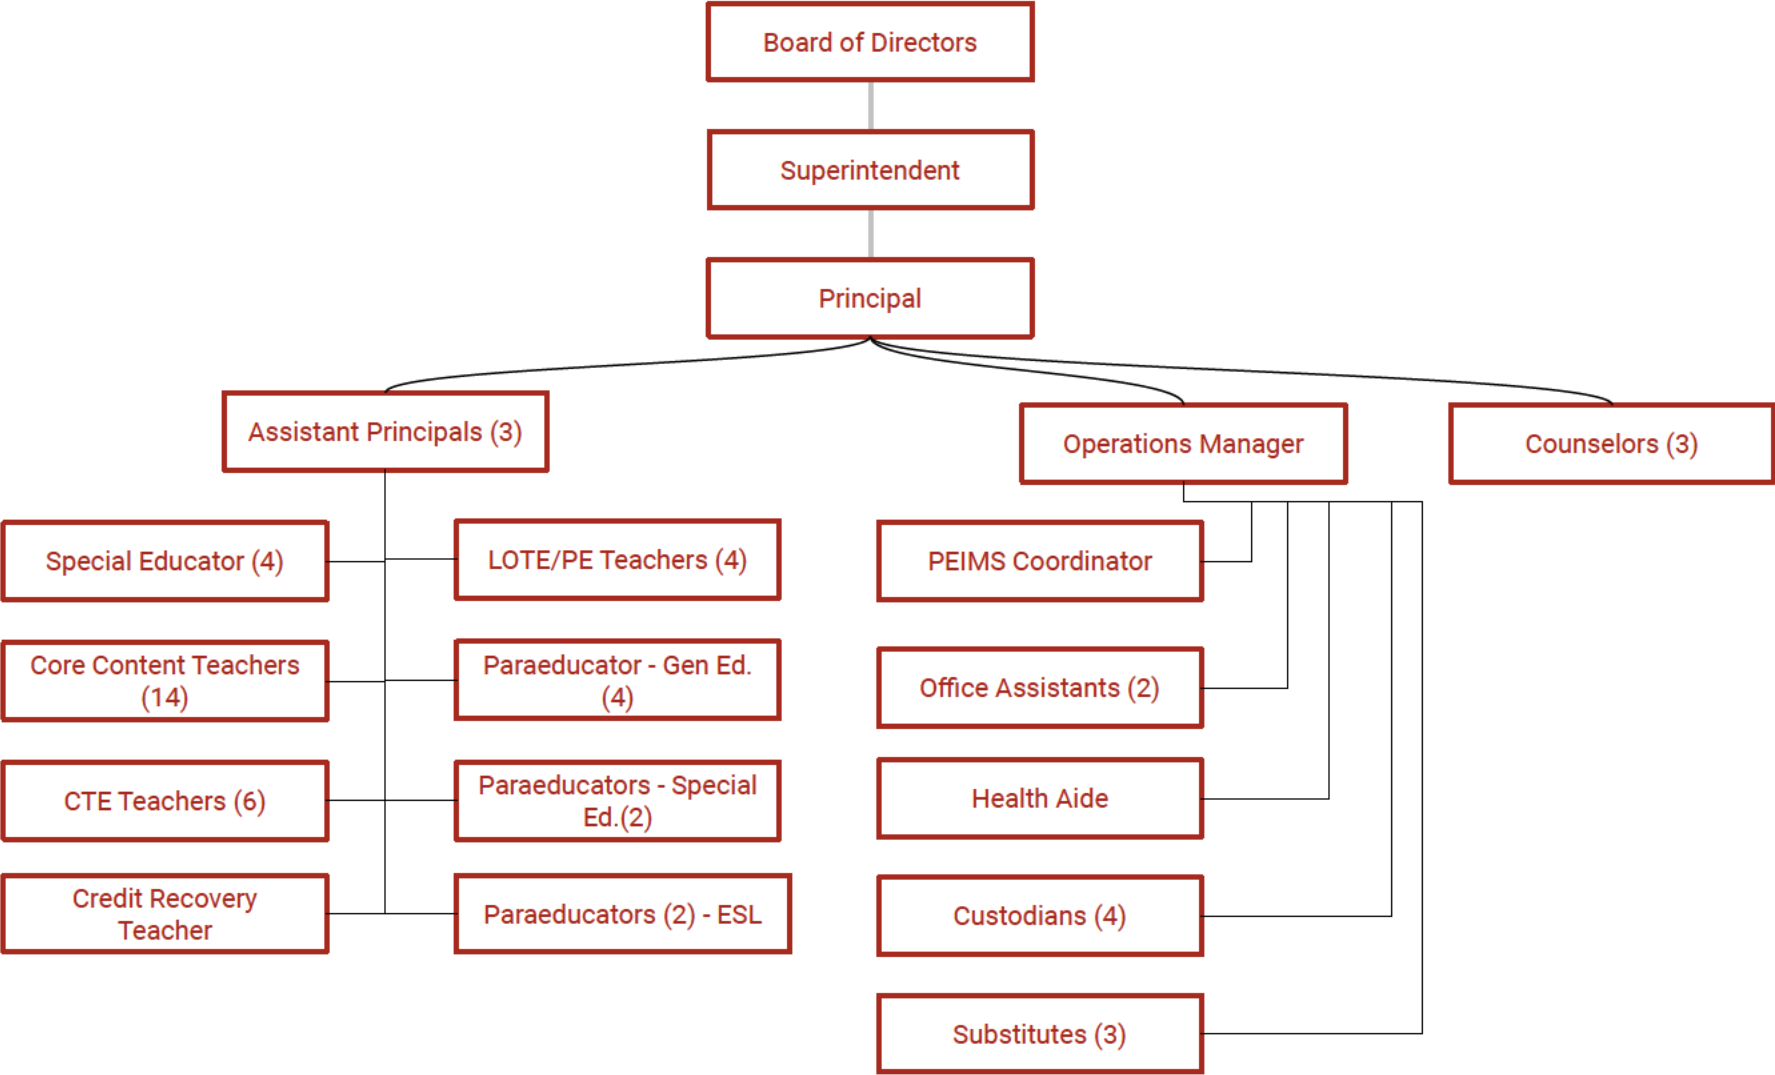 Board of Directors
Superintendent
Principal
Assistant Principals (3)
Operations Manager
Counselors (3)
Special Educator (4)
LOTE/PE Teachers (4)
PEIMS Coordinator
Core Content Teachers
(14)
Paraeducator - Gen Ed.
(4)
Office Assistants (2)
CTE Teachers (6)
Paraeducators - Special
Ed.(2)
Health Aide
Credit Recovery
Teacher
Paraeducators (2) - ESL
Custodians (4)
Substitutes (3)